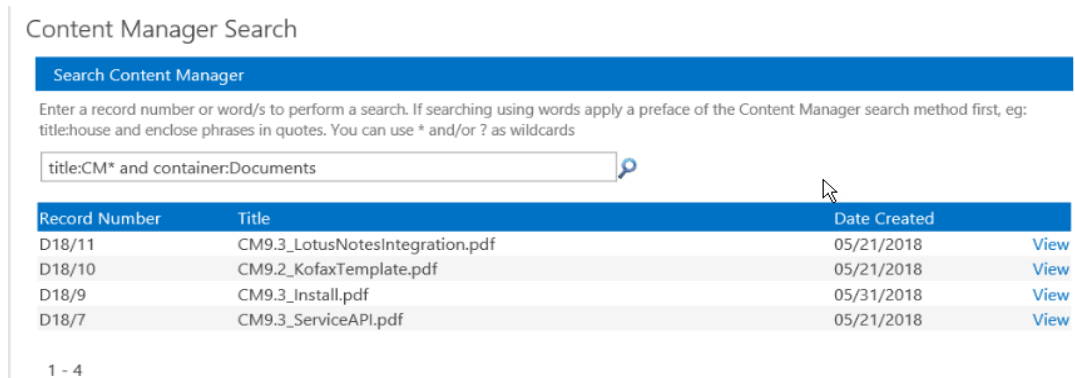 Content Manager Search
Search Content Manager
Enter a record number or word/s to perform a search. If searching using words apply a preface of the Content Manager search method first, eg:
title:house and enclose phrases in quotes. You can use * and/or ? as wildcards
title:CM* and container:Documents
Record Number Title Date Created
D18/11 CM9.3_LotusNotesIntegration.pdf 05/21/2018 View
D18/10 CM9.2_KofaxTemplate.pdf 05/21/2018 View
D18/9 CM9.3_Install.pdf 05/31/2018 View
D18/7 CM9.3_ServiceAPI.pdf 05/21/2018 View
1 - 4